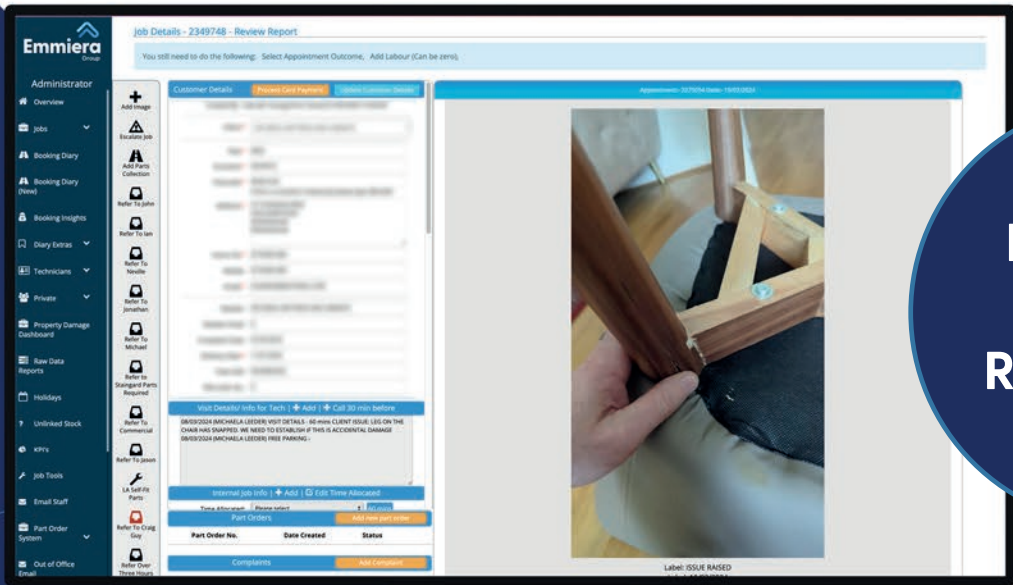 Emmiera
Group
Administrator
Overview
Jobs
Booking Diary
Booking Diary
(New)
Booking Insights
Diary Extras
Technicians
Private
Property Damage
Dashboard
Raw Data
Reports
Holidays
? Unlinked Stock
KPI's
Job Tools
Email Staff
Part Order
System
Out of Office
Email
Add Image
Escalate Job
Add Parts
Collection
Refer To John
Refer To Ian
Refer To
Neville
Refer To
Jonathan
Refer To
Michael
Refer to
Staingard Parts
Required
Refer To
Commercial
Refer To Jason
LA Self-Fit
Parts
Refer To Craig
Guy
Refer Over
Three Hours
Job Details - 2349748 - Review Report
You still need to do the following: Select Appointment Outcome, Add Labour (Can be zero),
Customer Details
Process Card Payment
Update Customer Details
Visit Details/ Info for Tech | + Add | + Call 30 min before
08/03/2024 (MICHAELA LEEDER) VISIT DETAILS - 60 mins CLIENT ISSUE: LEG ON THE
CHAIR HAS SNAPPED. WE NEED TO ESTABLISH IF THIS IS ACCIDENTAL DAMAGE
08/03/2024 (MICHAELA LEEDER) FREE PARKING -
Internal Job Info | + Add | Edit Time Allocated
Time Allocated: Please select
Part Orders
Add new part order
Part Order No. Date Created Status
Complaints
Add Complaint
Label: ISSUE RAISED
R